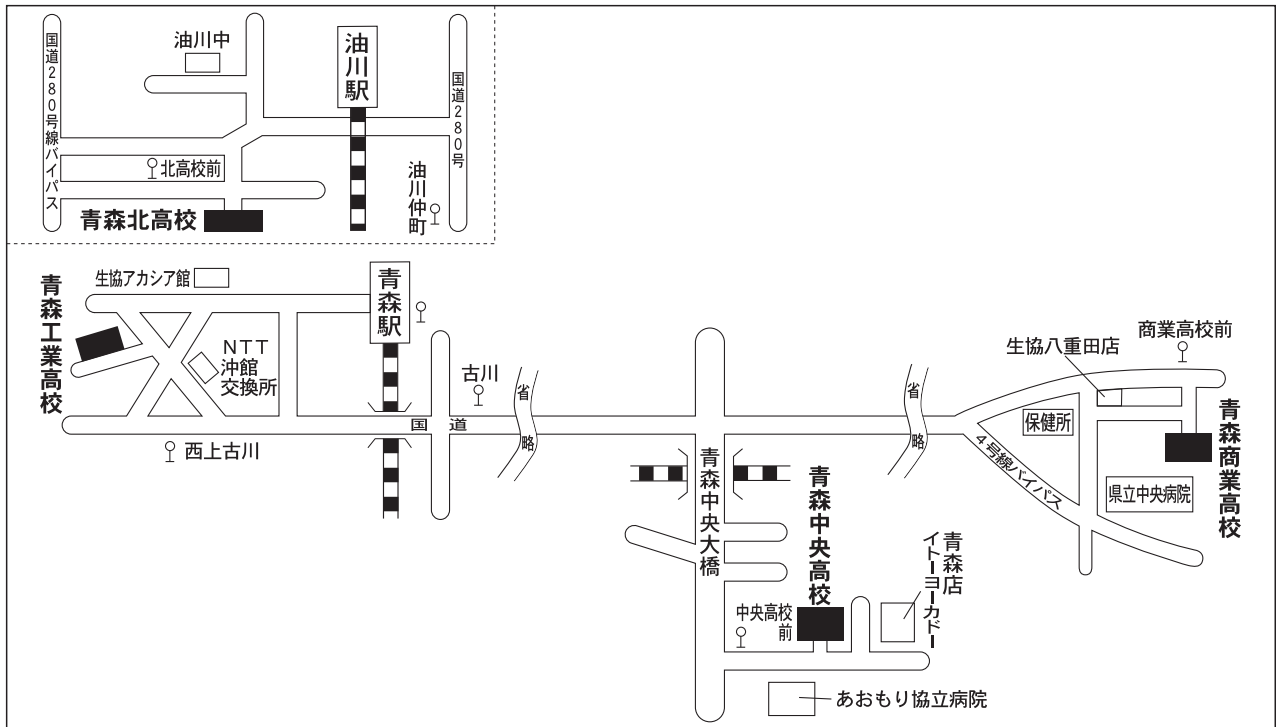 国道280号線バイパス
油川中
油川駅
国道280号
北高校前
油川仲町
青森北高校
生協アカシア館
青森駅
青森工業高校
NTT
沖館
交換所
古川
国道
西上古川
省略
青森中央大橋
青森中央高校
中央高校
前
イトーヨーカドー
青森店
あおもり協立病院
省略
生協八重田店
商業高校前
保健所
4号線バイパス
県立中央病院
青森商業高校